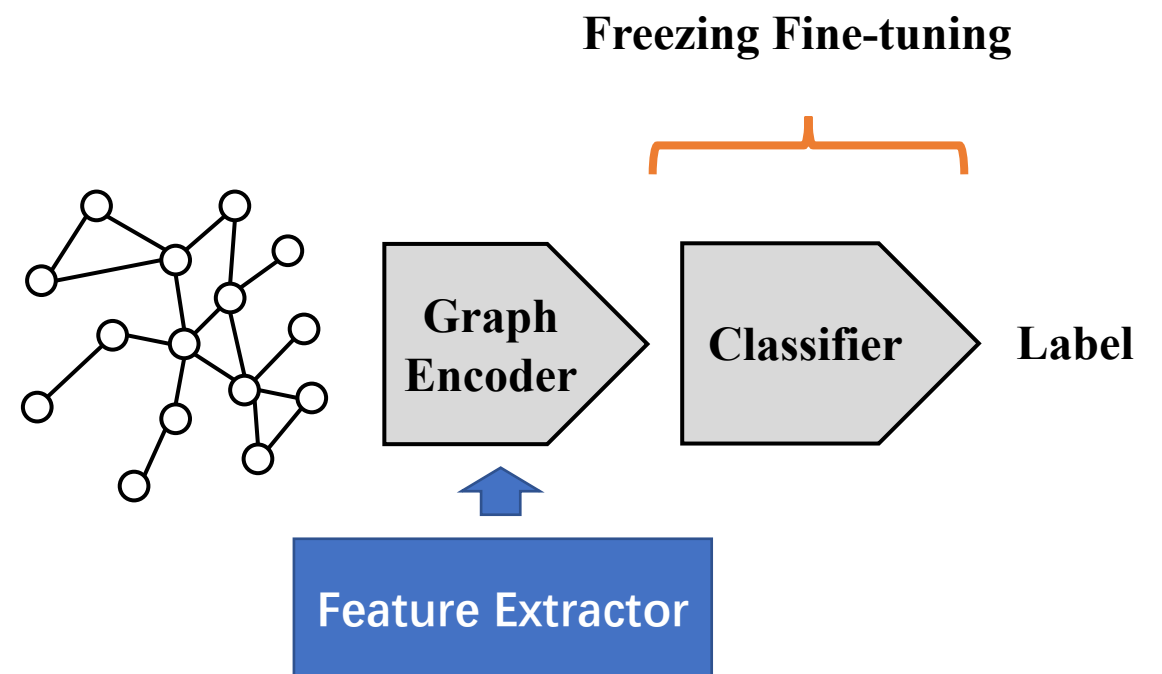 Freezing Fine-tuning
Graph
Encoder
Classifier
Label
Feature Extractor